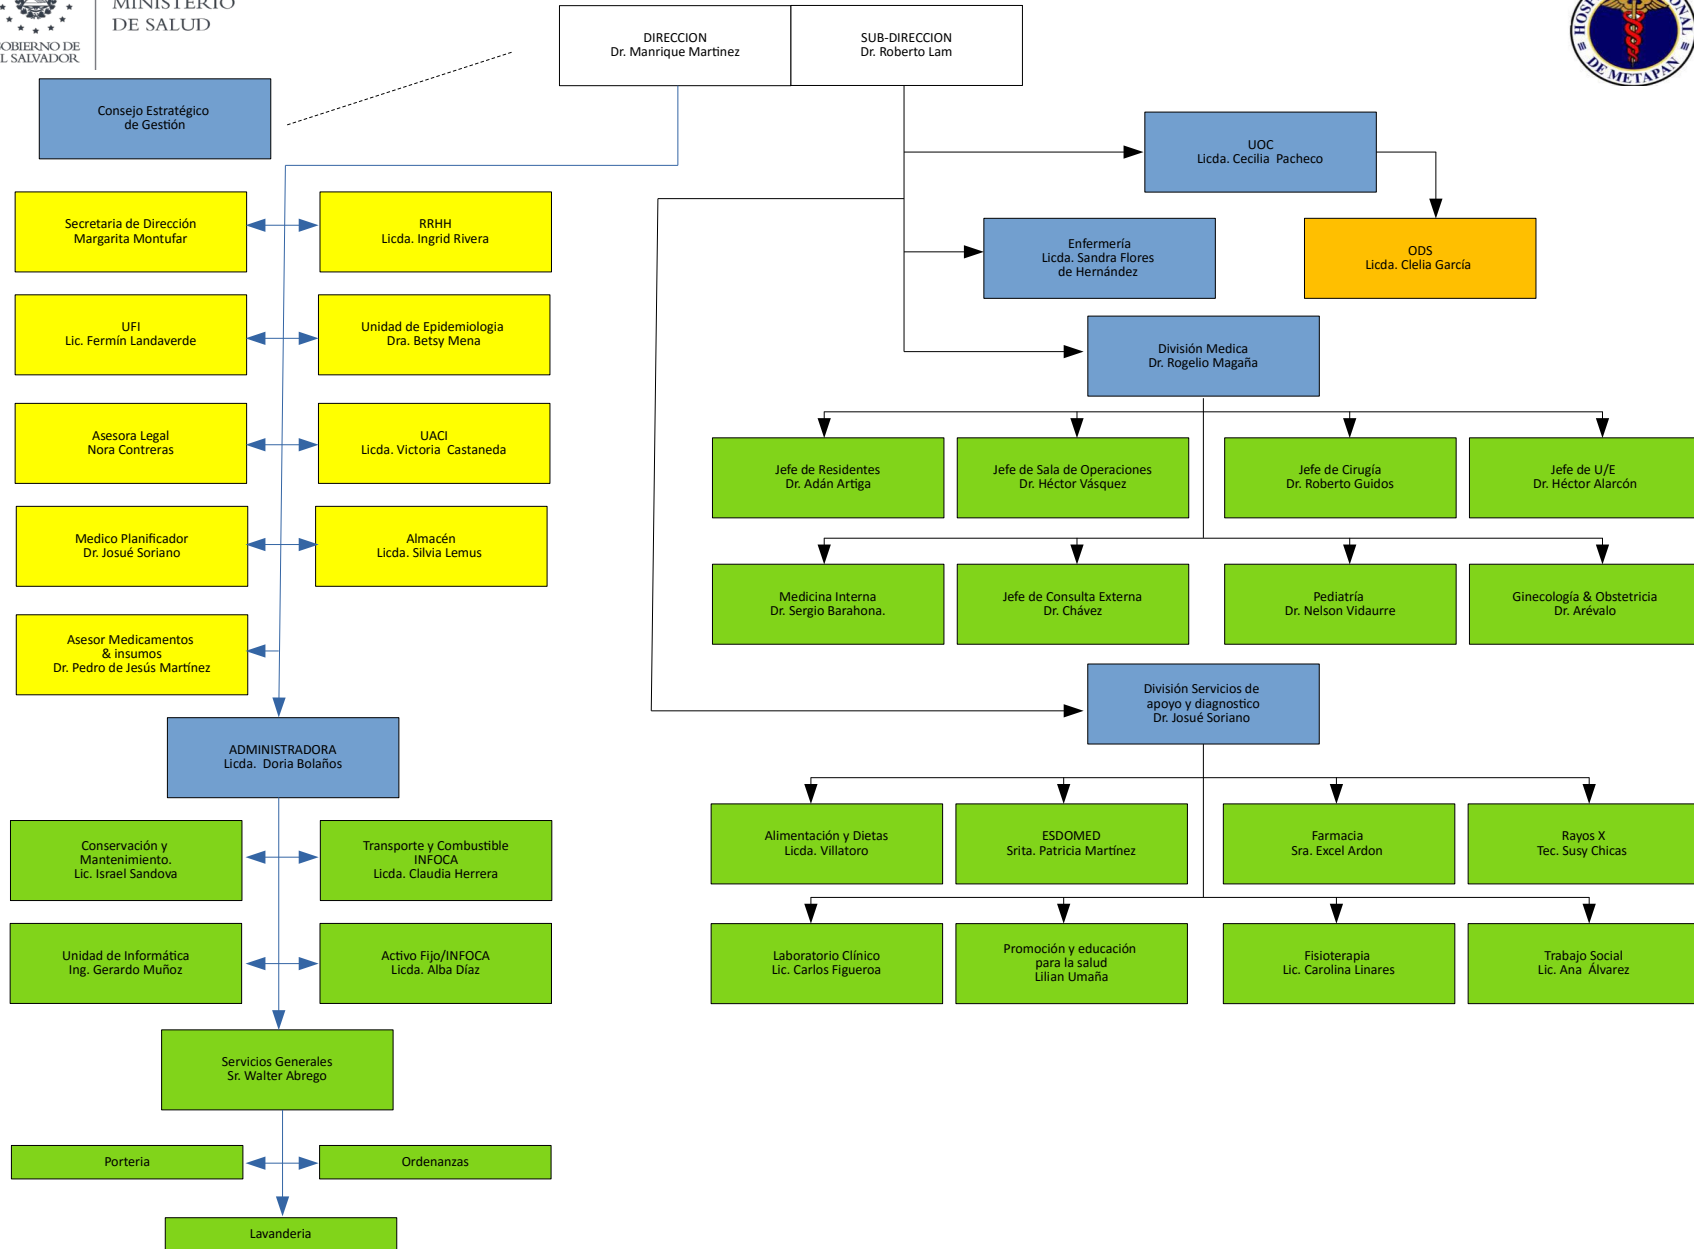 MINISTERIO
DE SALUD
GOBIERNO DE
EL SALVADOR
HOSPITAL NACIONAL
DE METAPAN
DIRECCION
Dr. Manrique Martinez
SUB-DIRECCION
Dr. Roberto Lam
Consejo Estratégico
de Gestión
UOC
Licda. Cecilia  Pacheco
Secretaria de Dirección
Margarita Montufar
RRHH
Licda. Ingrid Rivera
Enfermería
Licda. Sandra Flores
de Hernández
ODS
Licda. Clelia García
UFI
Lic. Fermín Landaverde
Unidad de Epidemiologia
Dra. Betsy Mena
División Medica
Dr. Rogelio Magaña
Asesora Legal
Nora Contreras
UACI
Licda. Victoria  Castaneda
Jefe de Residentes
Dr. Adán Artiga
Jefe de Sala de Operaciones
Dr. Héctor Vásquez
Jefe de Cirugía
Dr. Roberto Guidos
Jefe de U/E
Dr. Héctor Alarcón
Medico Planificador
Dr. Josué Soriano
Almacén
Licda. Silvia Lemus
Medicina Interna
Dr. Sergio Barahona.
Jefe de Consulta Externa
Dr. Chávez
Pediatría
Dr. Nelson Vidaurre
Ginecología & Obstetricia
Dr. Arévalo
Asesor Medicamentos
& insumos
Dr. Pedro de Jesús Martínez
División Servicios de
apoyo y diagnostico
Dr. Josué Soriano
ADMINISTRADORA
Licda.  Doria Bolaños
Conservación y
Mantenimiento.
Lic. Israel Sandova
Transporte y Combustible
INFOCA
Licda. Claudia Herrera
Alimentación y Dietas
Licda. Villatoro
ESDOMED
Srita. Patricia Martínez
Farmacia
Sra. Excel Ardon
Rayos X
Tec. Susy Chicas
Unidad de Informática
Ing. Gerardo Muñoz
Activo Fijo/INFOCA
Licda. Alba Díaz
Laboratorio Clínico
Lic. Carlos Figueroa
Promoción y educación
para la salud
Lilian Umaña
Fisioterapia
Lic. Carolina Linares
Trabajo Social
Lic. Ana  Álvarez
Servicios Generales
Sr. Walter Abrego
Porteria
Ordenanzas
Lavanderia